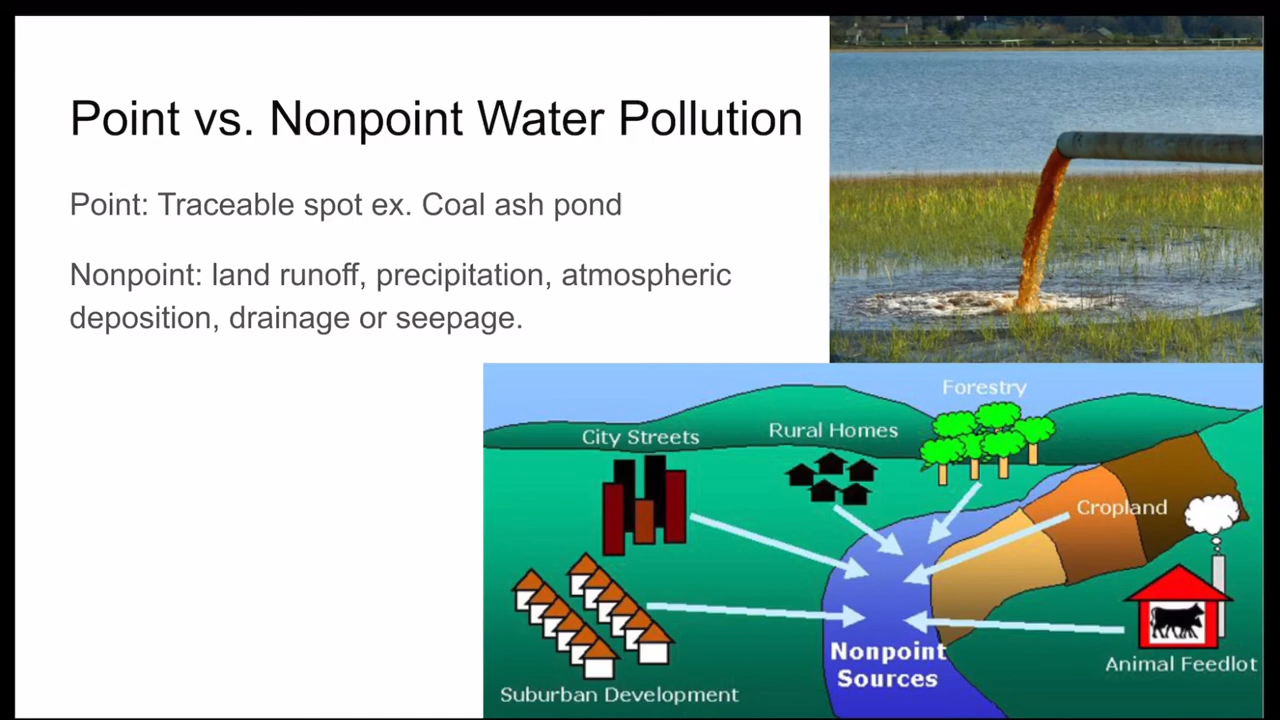 Point vs. Nonpoint Water Pollution
Point: Traceable spot ex. Coal ash pond
Nonpoint: land runoff, precipitation, atmospheric
deposition, drainage or seepage.
Forestry
City Streets
Rural Homes
Cropland
Nonpoint
Sources
Animal Feedlot
Suburban Development